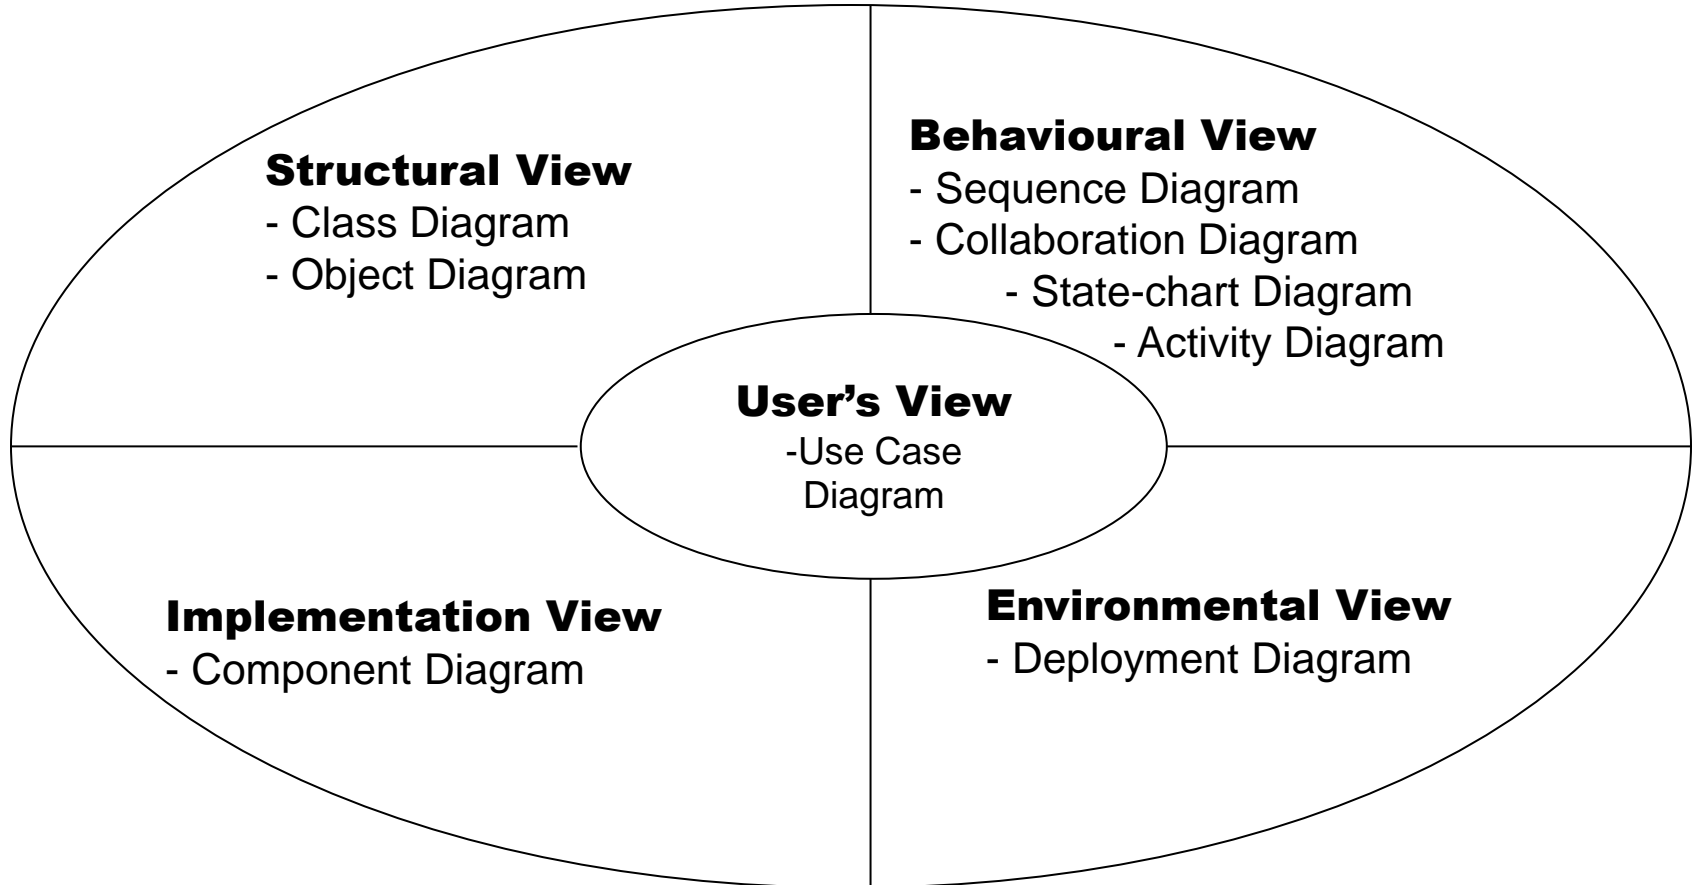 Structural View
- Class Diagram
- Object Diagram
Behavioural View
- Sequence Diagram
- Collaboration Diagram
- State-chart Diagram
- Activity Diagram
User’s View
-Use Case
Diagram
Implementation View
- Component Diagram
Environmental View
- Deployment Diagram